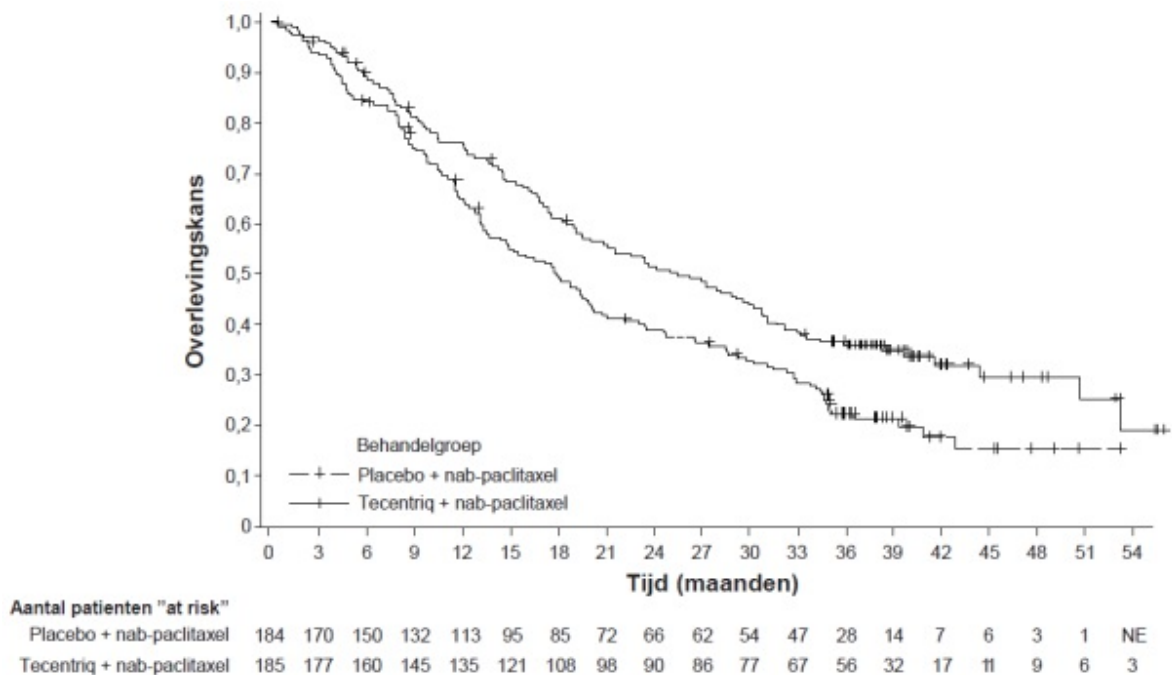 1,0
0,9
0,8
0,7
0,6
0,5
0,4
0,3
0,2
0,1
0
Overlevingskans
Behandelgroep
Placebo + nab-paclitaxel
Tecentriq + nab-paclitaxel
0 3 6 9 12 15 18 21 24 27 30 33 36 39 42 45 48 51 54
Tijd (maanden)
Aantal patienten "at risk"
Placebo + nab-paclitaxel 184 170 150 132 113 95 85 72 66 62 54 47 28 14 7 6 3 1 NE
Tecentriq + nab-paclitaxel 185 177 160 145 135 121 108 98 90 86 77 67 56 32 17 11 9 6 3